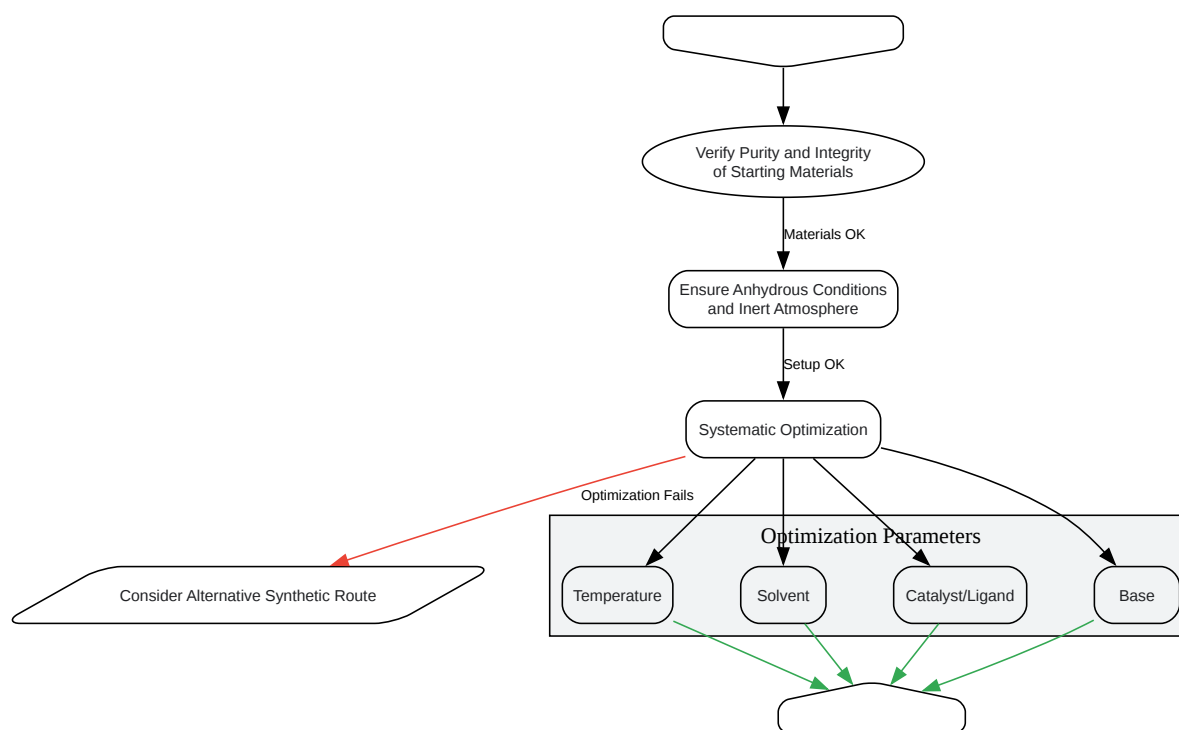 Verify Purity and Integrity
of Starting Materials
Materials OK
Ensure Anhydrous Conditions
and Inert Atmosphere
Setup OK
Systematic Optimization
Optimization Fails
Optimization Parameters
Consider Alternative Synthetic Route
Temperature
Solvent
Catalyst/Ligand
Base